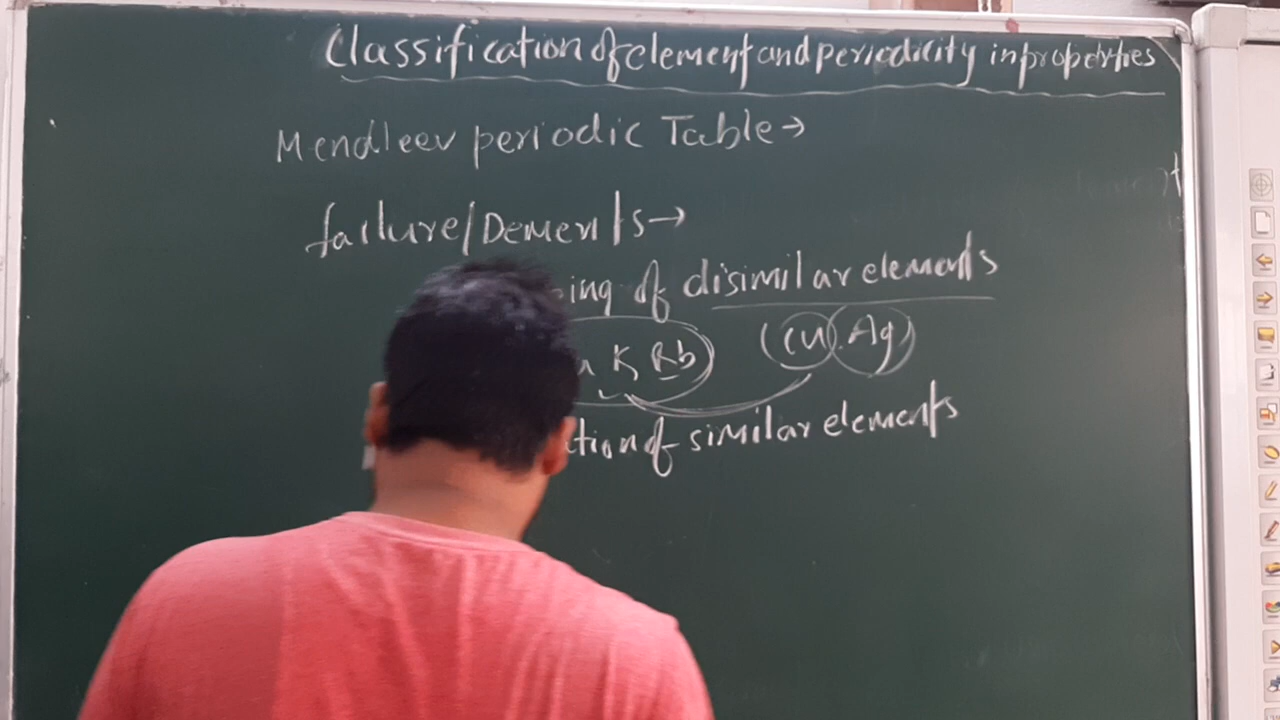 Classification of element and periodicity in properties
Mendleev periodic Table→
failure/Demerits→
ing of disimilar elements
K, Rb) (Cu, Ag)
tion of similar elements